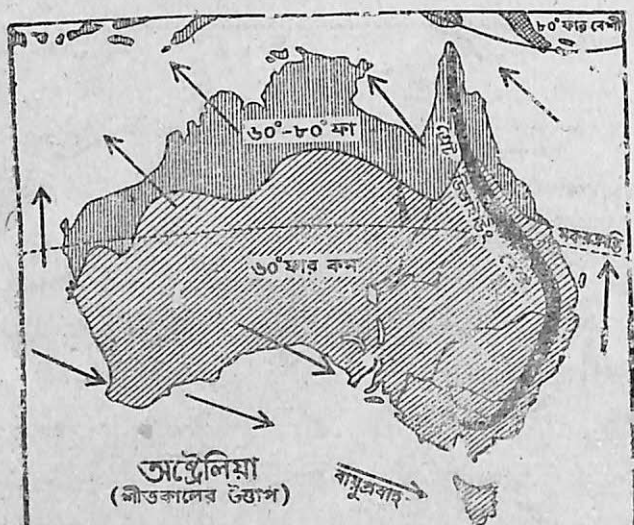 ৮০° ফার বেশী
৬০°-৮০° ফা
গ্রেট
মকরক্রান্তি
৬০° ফার কম
অষ্ট্রেলিয়া
(শীতকালের উত্তাপ)
বায়ুপ্রবাহ